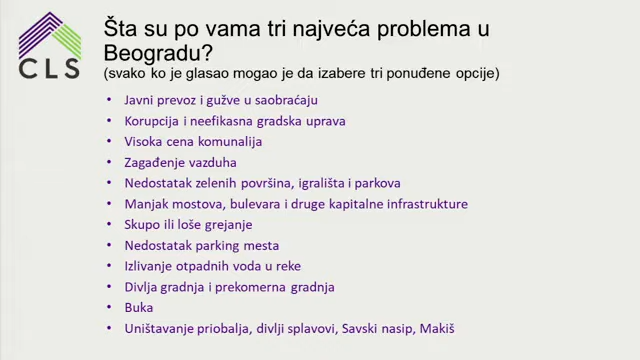 CLS
Šta su po vama tri najveća problema u
Beogradu?
(svako ko je glasao mogao je da izabere tri ponuđene opcije)
• Javni prevoz i gužve u saobraćaju
• Korupcija i neefikasna gradska uprava
• Visoka cena komunalija
• Zagađenje vazduha
• Nedostatak zelenih površina, igrališta i parkova
• Manjak mostova, bulevara i druge kapitalne infrastrukture
• Skupo ili loše grejanje
• Nedostatak parking mesta
• Izlivanje otpadnih voda u reke
• Divlja gradnja i prekomerna gradnja
• Buka
• Uništavanje priobalja, divlji splavovi, Savski nasip, Makiš